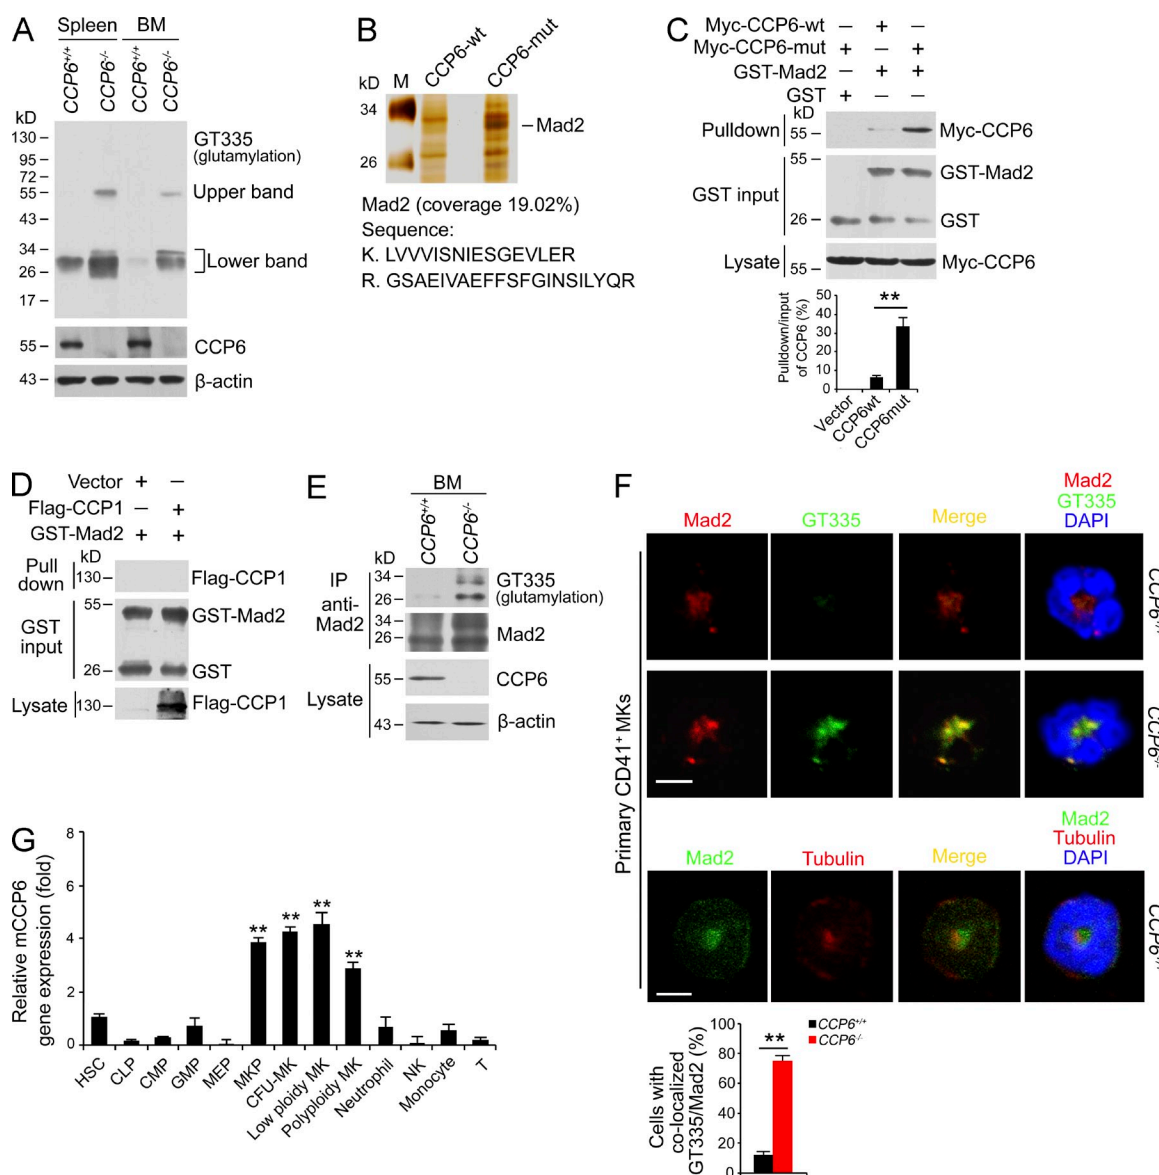 A
Spleen BM
CCP6+/+ CCP6-/- CCP6+/+ CCP6-/-
kD
130
95
72
55
43
34
26
17
GT335
(glutamylation)
Upper band
Lower band
55
CCP6
43
β-actin
B
CCP6-wt
CCP6-mut
kD M
34
26
Mad2
Mad2 (coverage 19.02%)
Sequence:
K. LVVVISNIESGEVLER
R. GSAEIVAEFFSFGINSILYQR
C
Myc-CCP6-wt — + —
Myc-CCP6-mut + — +
GST-Mad2 — + +
GST + — —
kD
Pulldown 55 Myc-CCP6
55
GST input
GST-Mad2
26 GST
Lysate 55 Myc-CCP6
Pulldown/input
of CCP6 (%)
50
40
30
20
10
0
**
Vector
CCP6wt
CCP6mut
D
Vector + —
Flag-CCP1 — +
GST-Mad2 + +
kD
Pull
down
130 Flag-CCP1
55
GST
input
GST-Mad2
26 GST
Lysate 130 Flag-CCP1
E
BM
CCP6+/+ CCP6-/-
kD
IP
anti-
Mad2
34
26
GT335
(glutamylation)
34
26
Mad2
Lysate
55 CCP6
43 β-actin
F
Primary CD41+ MKs
Mad2 GT335 Merge
Mad2
GT335
DAPI
CCP6+/+
CCP6-/-
Mad2 Tubulin Merge
Mad2
Tubulin
DAPI
CCP6+/+
Cells with
co-localized
GT335/Mad2 (%)
100
80
60
40
20
0
**
CCP6+/+
CCP6-/-
G
Relative mCCP6
gene expression (fold)
8
6
4
2
0
** ** ** **
HSC
CLP
CMP
GMP
MEP
MKP
CFU-MK
Low ploidy MK
Polyploidy MK
Neutrophil
NK
Monocyte
T